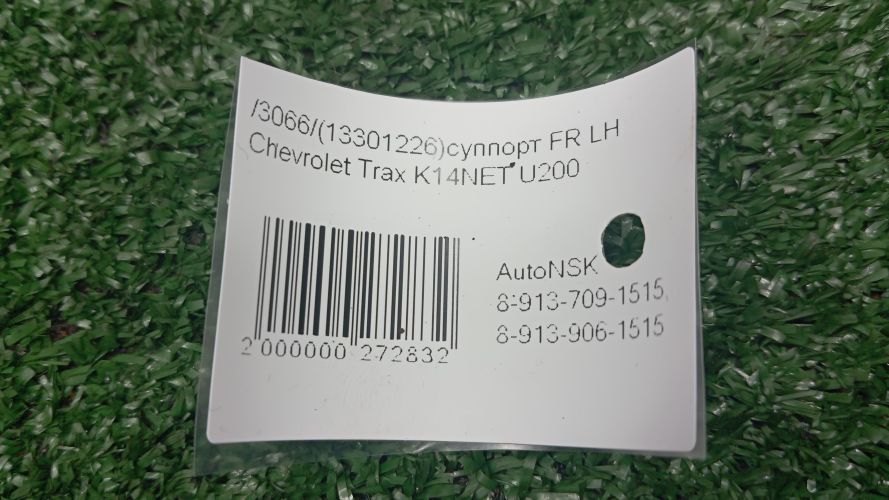 /3066/(13301226)суппорт FR LH
Chevrolet Trax K14NET U200
AutoNSK
8-913-709-1515,
8-913-906-1515
2 000000 272832